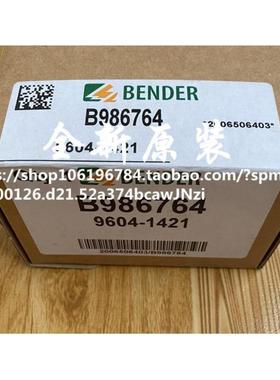 BENDER
B986764
*2006506403*
9604-1421
全新原装
https://shop106196784.com/?spm
00126.d21.52a374bcawJNzi
BENDER
B986764
9604-1421
2006506403/B986764